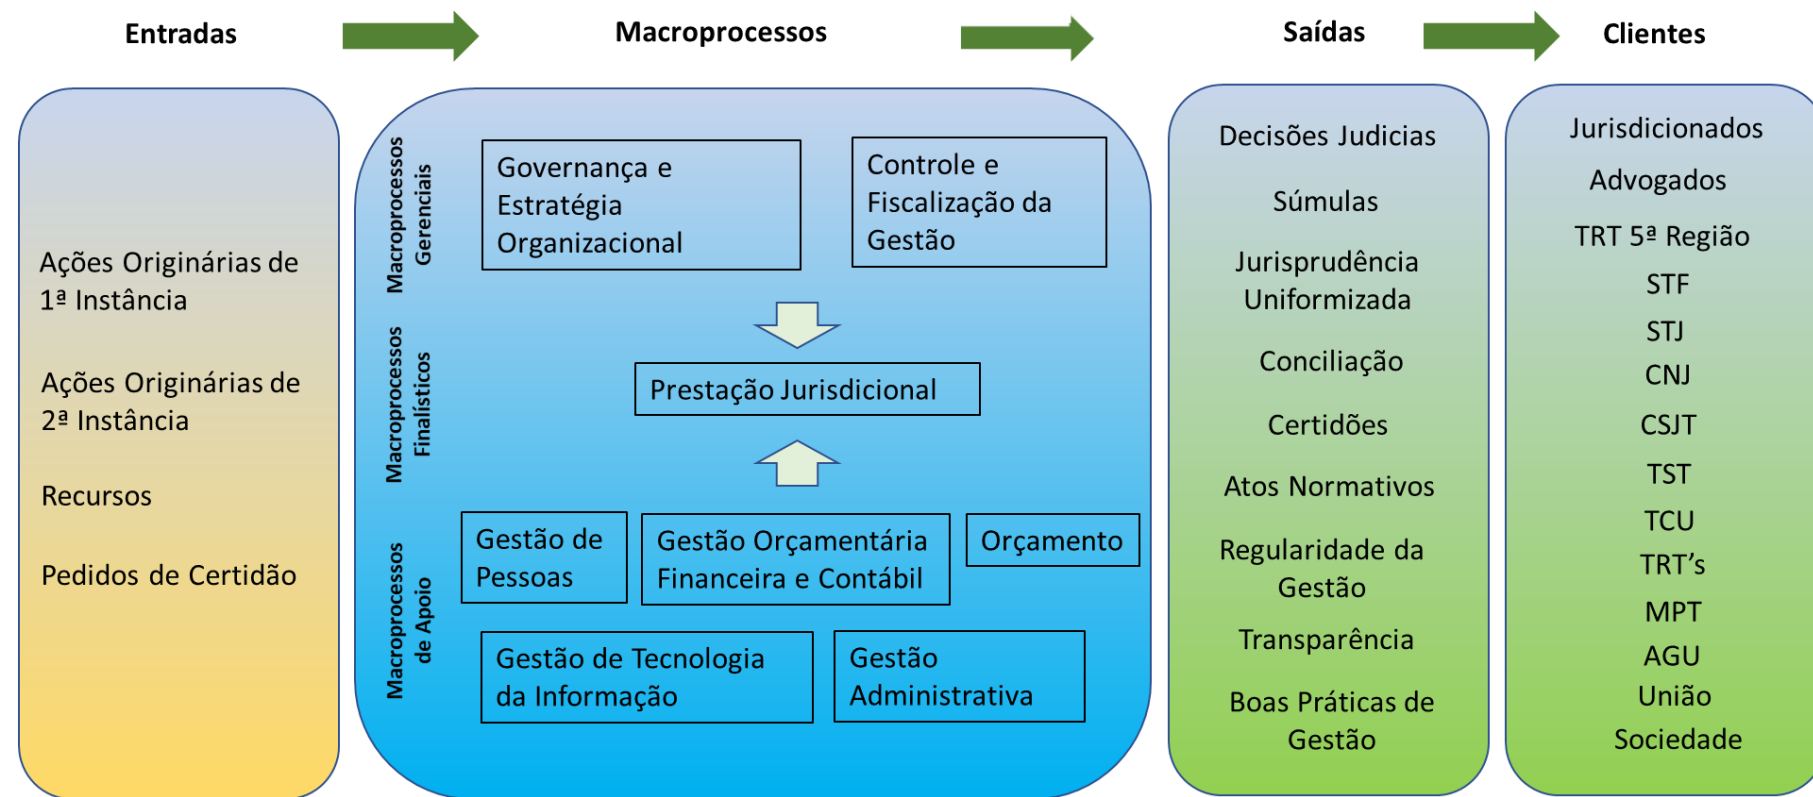 Entradas
Macroprocessos
Saídas
Clientes
Ações Originárias de
1ª Instância
Ações Originárias de
2ª Instância
Recursos
Pedidos de Certidão
Macroprocessos
Gerenciais
Governança e
Estratégia
Organizacional
Controle e
Fiscalização da
Gestão
Macroprocessos
Finalísticos
Prestação Jurisdicional
Macroprocessos
de Apoio
Gestão de
Pessoas
Gestão Orçamentária
Financeira e Contábil
Orçamento
Gestão de Tecnologia
da Informação
Gestão
Administrativa
Decisões Judicias
Súmulas
Jurisprudência
Uniformizada
Conciliação
Certidões
Atos Normativos
Regularidade da
Gestão
Transparência
Boas Práticas de
Gestão
Jurisdicionados
Advogados
TRT 5ª Região
STF
STJ
CNJ
CSJT
TST
TCU
TRT’s
MPT
AGU
União
Sociedade